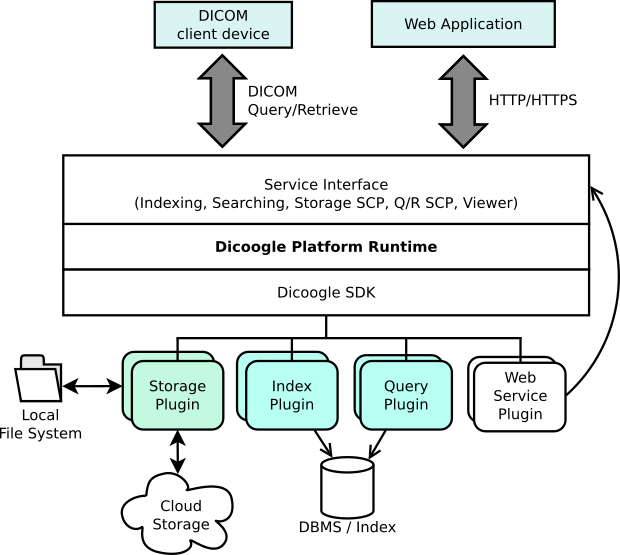 DICOM
client device
Web Application
DICOM
Query/Retrieve
HTTP/HTTPS
Service Interface
(Indexing, Searching, Storage SCP, Q/R SCP, Viewer)
Dicoogle Platform Runtime
Dicoogle SDK
Storage
Plugin
Index
Plugin
Query
Plugin
Web
Service
Plugin
Local
File System
Cloud
Storage
DBMS / Index